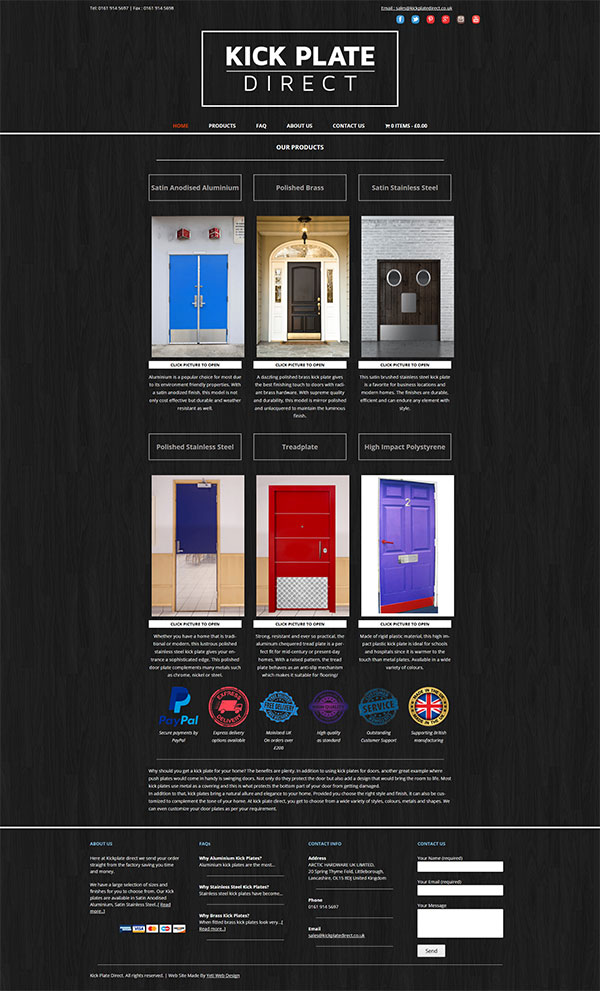 Tel: 0161 914 5697 | Fax : 0161 914 5698
Email : sales@kickplatedirect.co.uk
KICK PLATE
DIRECT
HOME PRODUCTS FAQ ABOUT US CONTACT US 0 ITEMS - £0.00
OUR PRODUCTS
Satin Anodised Aluminium
Polished Brass
Satin Stainless Steel
CLICK PICTURE TO OPEN
CLICK PICTURE TO OPEN
CLICK PICTURE TO OPEN
Aluminium is a popular choice for most due
to its environment friendly properties. With
a satin anodized finish, this model is not
only cost effective but durable and weather
resistant as well.
A dazzling polished brass kick plate gives
the best finishing touch to doors with radi-
ant brass hardware. With supreme quality
and durability, this model is mirror polished
and unlacquered to maintain the luminous
finish.
This satin brushed stainless steel kick plate
is a favorite for business locations and
modern homes. The finishes are durable,
efficient and can endure any element with
style.
Polished Stainless Steel
Treadplate
High Impact Polystyrene
2
CLICK PICTURE TO OPEN
CLICK PICTURE TO OPEN
CLICK PICTURE TO OPEN
Whether you have a home that is tradi-
tional or modern, this lustrous polished
stainless steel kick plate gives your en-
trance a sophisticated edge. This polished
door plate complements many metals such
as chrome, nickel or steel.
Strong, resistant and ever so practical, the
aluminum chequered tread plate is a per-
fect fit for mid-century or present-day
homes. With a raised pattern, the tread
plate behaves as an anti-slip mechanism
which makes it suitable for flooring/
Made of rigid plastic material, this high im-
pact plastic kick plate is ideal for schools
and hospitals since it is warmer to the
touch than metal plates. Available in a wide
variety of colours.
PayPal
EXPRESS
DELIVERY
FREE DELIVERY
SERVICE
MADE IN THE
Secure payments by
PayPal
Express delivery
options available
Mainland UK
On orders over
£200
High quality
as standard
Outstanding
Customer Support
Supporting British
manufacturing
Why should you get a kick plate for your home? The benefits are plenty. In addition to using kick plates for doors, another great example where
push plates would come in handy is swinging doors. Not only do they protect the door but also add a design that would bring the room to life. Most
kick plates use metal as a covering and this is what protects the bottom part of your door from getting damaged.
In addition to that, kick plates bring a natural allure and elegance to your home. Provided you choose the right style and finish, it can also be cus-
tomized to complement the tone of your home. At kick plate direct, you get to choose from a wide variety of styles, colours, metals and shapes. We
can even customize your door plates as per your requirement.
ABOUT US
Here at Kickplate direct we send your order
straight from the factory saving you time
and money.
We have a large selection of sizes and
finishes for you to choose from. Our Kick
plates are available in Satin Anodised
Aluminium, Satin Stainless Steel..[ Read
more..]
FAQs
Why Aluminium Kick Plates?
Aluminium kick plates are the most...
Why Stainless Steel Kick Plates?
Stainless steel kick plates have become...
Why Brass Kick Plates?
When fitted brass kick plates look very...[
Read more..]
CONTACT INFO
Address
ARCTIC HARDWARE UK LIMITED,
20 Spring Thyme Fold, Littleborough,
Lancashire, OL15 8DJ United Kingdom
Phone
0161 914 5697
Email
sales@kickplatedirect.co.uk
CONTACT US
Your Name (required)
Your Email (required)
Your Message
Send
Kick Plate Direct. All rights reserved. | Web Site Made By Yeti Web Design